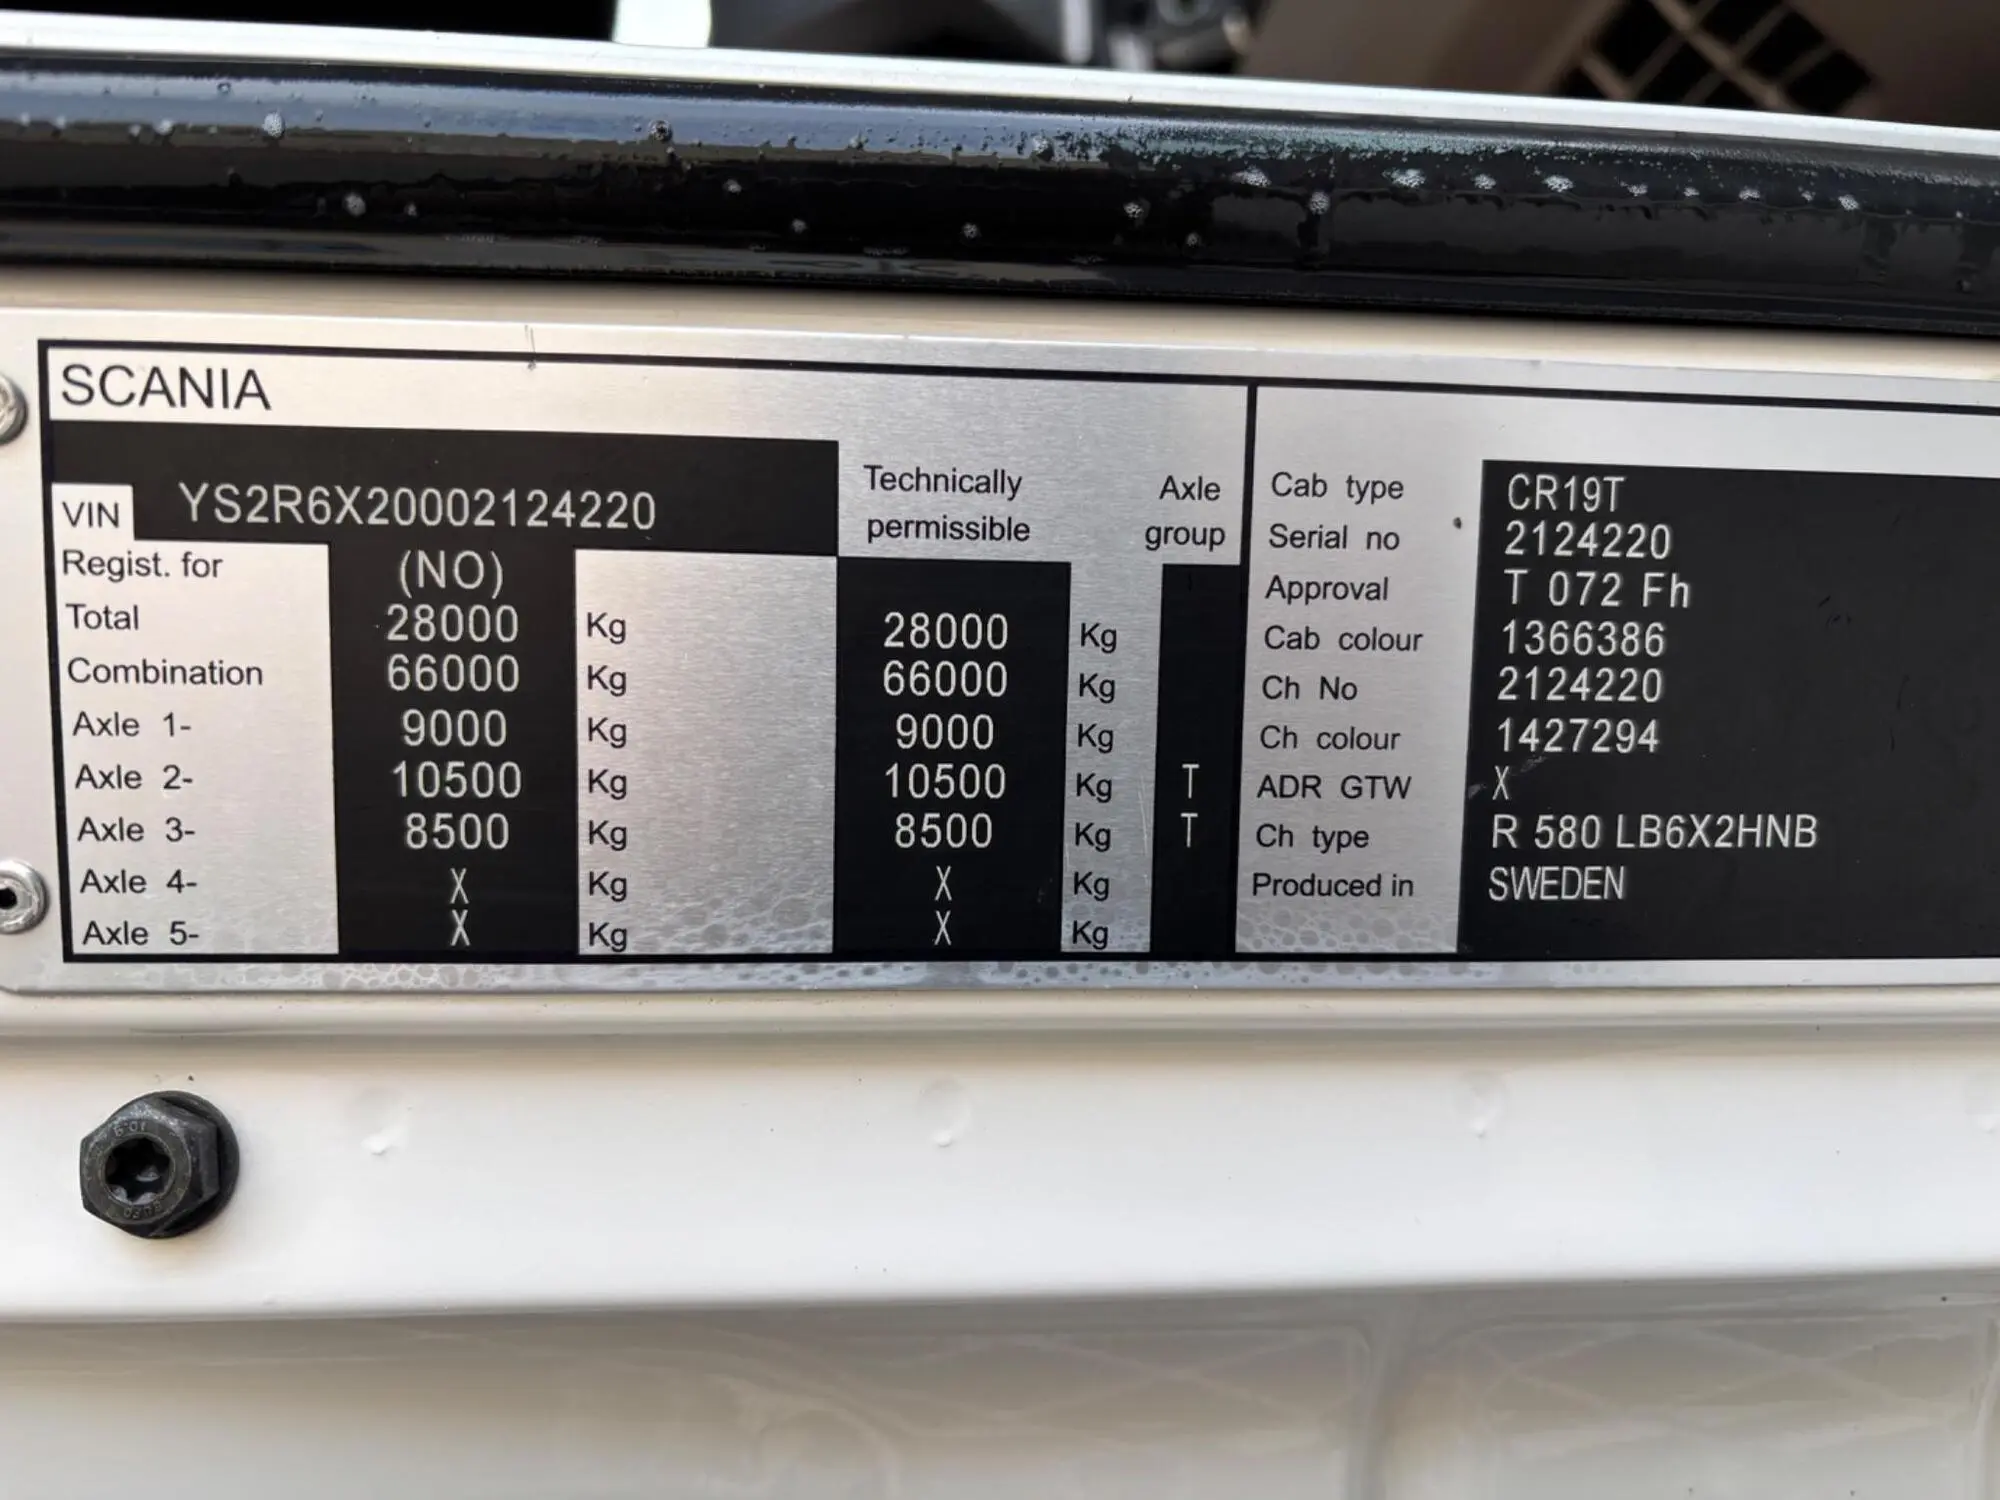 SCANIA
VIN YS2R6X20002124220
Technically permissible
Axle group
Regist. for (NO)
Total 28000 Kg 28000 Kg
Combination 66000 Kg 66000 Kg
Axle 1- 9000 Kg 9000 Kg
Axle 2- 10500 Kg 10500 Kg T
Axle 3- 8500 Kg 8500 Kg T
Axle 4- X Kg X Kg
Axle 5- X Kg X Kg
Cab type CR19T
Serial no 2124220
Approval T 072 Fh
Cab colour 1366386
Ch No 2124220
Ch colour 1427294
ADR GTW X
Ch type R 580 LB6X2HNB
Produced in SWEDEN
10.9